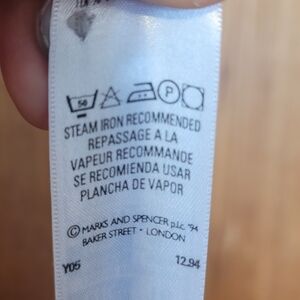 50 P
STEAM IRON RECOMMENDED
REPASSAGE A LA
VAPEUR RECOMMANDE
SE RECOMIENDA USAR
PLANCHA DE VAPOR
© MARKS AND SPENCER p.l.c. '94
BAKER STREET • LONDON
Y05 12.94